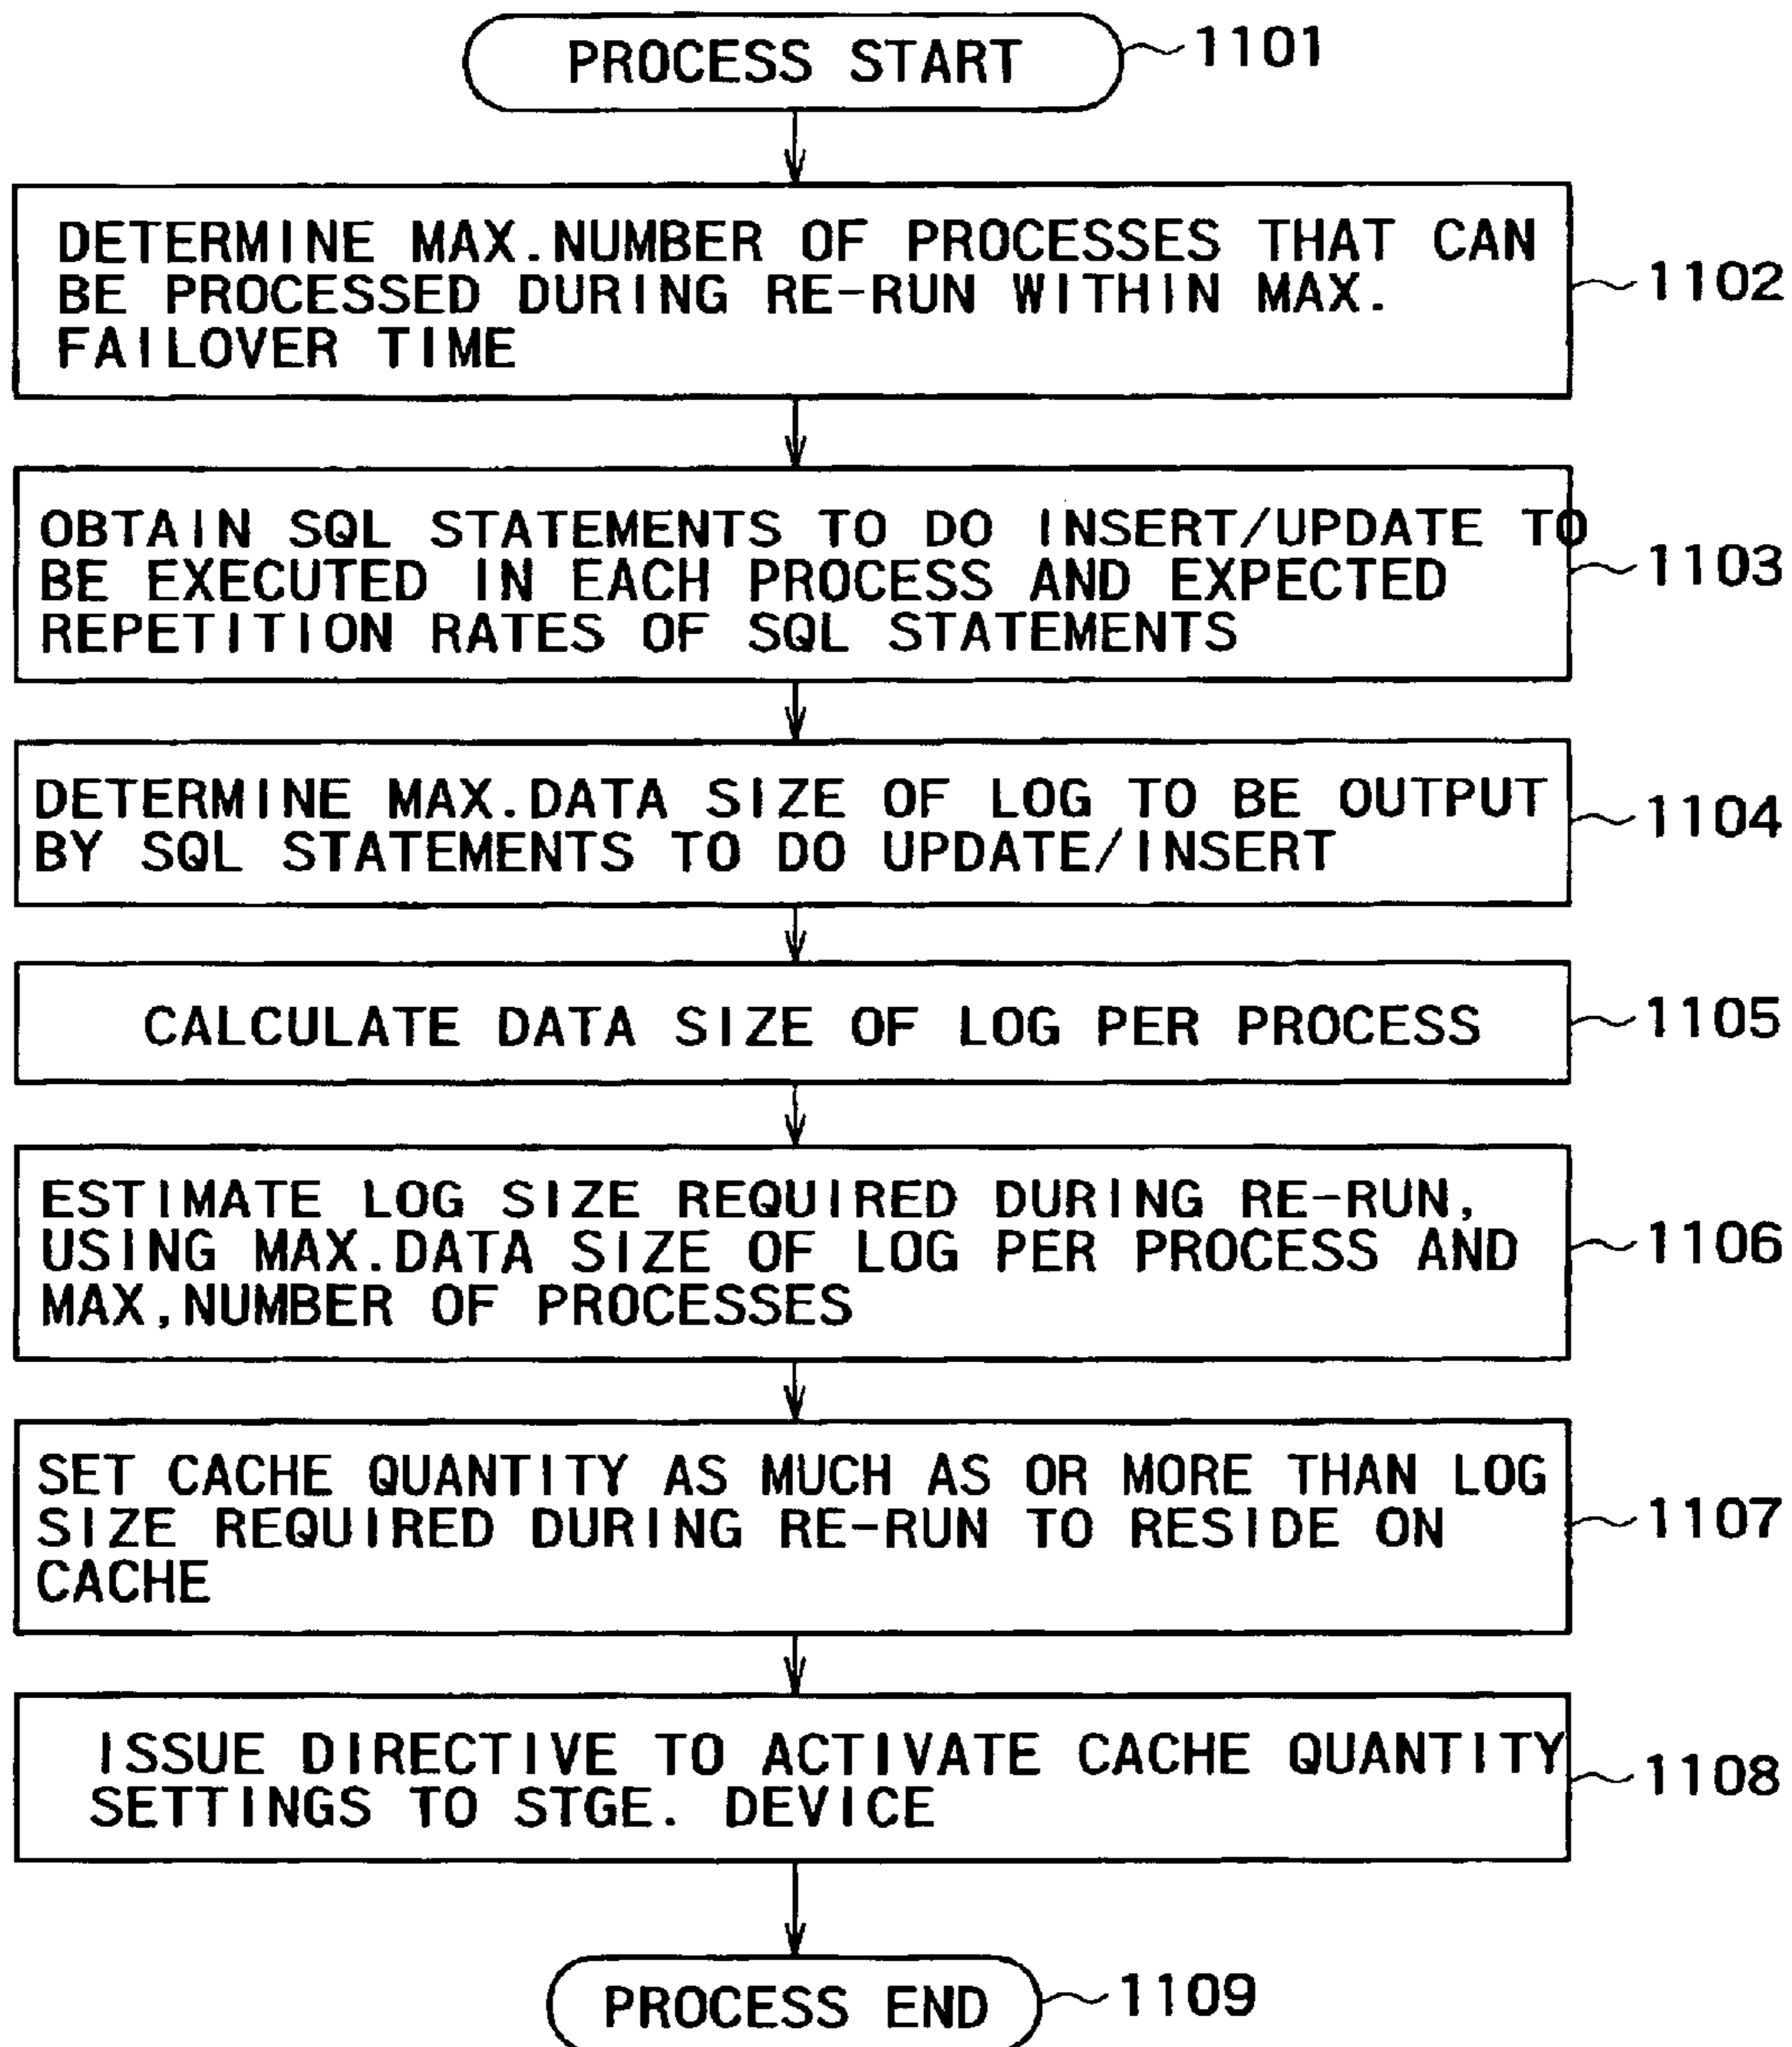 PROCESS START
1101
DETERMINE MAX.NUMBER OF PROCESSES THAT CAN
BE PROCESSED DURING RE-RUN WITHIN MAX.
FAILOVER TIME
1102
OBTAIN SQL STATEMENTS TO DO INSERT/UPDATE TO
BE EXECUTED IN EACH PROCESS AND EXPECTED
REPETITION RATES OF SQL STATEMENTS
1103
DETERMINE MAX.DATA SIZE OF LOG TO BE OUTPUT
BY SQL STATEMENTS TO DO UPDATE/INSERT
1104
CALCULATE DATA SIZE OF LOG PER PROCESS
1105
ESTIMATE LOG SIZE REQUIRED DURING RE-RUN,
USING MAX.DATA SIZE OF LOG PER PROCESS AND
MAX,NUMBER OF PROCESSES
1106
SET CACHE QUANTITY AS MUCH AS OR MORE THAN LOG
SIZE REQUIRED DURING RE-RUN TO RESIDE ON
CACHE
1107
ISSUE DIRECTIVE TO ACTIVATE CACHE QUANTITY
SETTINGS TO STGE. DEVICE
1108
PROCESS END
1109